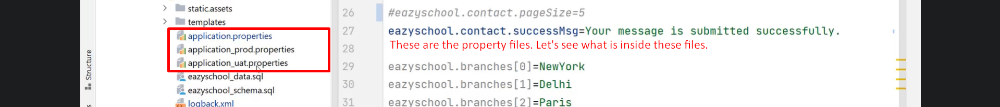 Structure
static.assets
templates
application.properties
application_prod.properties
application_uat.properties
eazyschool_data.sql
eazyschool_schema.sql
logback.xml
26 #eazyschool.contact.pageSize=5
27 eazyschool.contact.successMsg=Your message is submitted successfully.
28 These are the property files. Let's see what is inside these files.
29 eazyschool.branches[0]=NewYork
30 eazyschool.branches[1]=Delhi
31 eazyschool.branches[2]=Paris